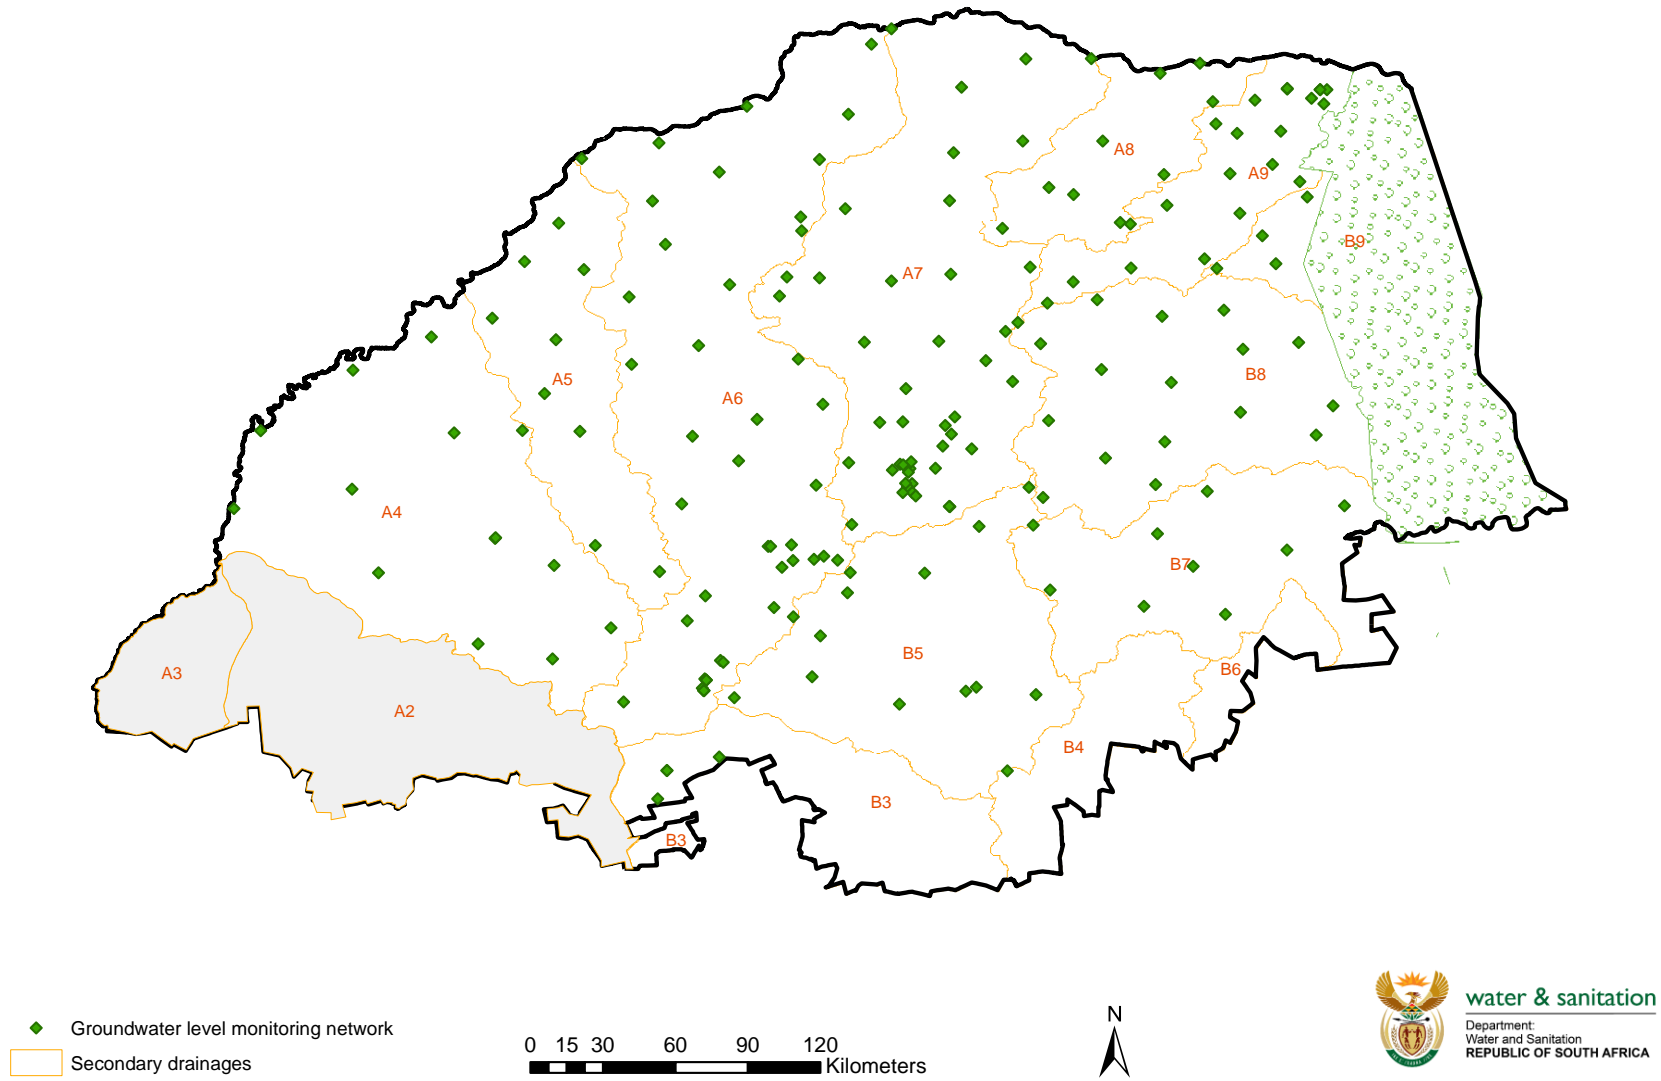 A8
A9
B9
A7
B8
A5
A6
A4
B7
B5
A3
B6
A2
B4
B3
B3
N
water & sanitation
Department:
Water and Sanitation
REPUBLIC OF SOUTH AFRICA
Groundwater level monitoring network
Secondary drainages
0 15 30 60 90 120
Kilometers